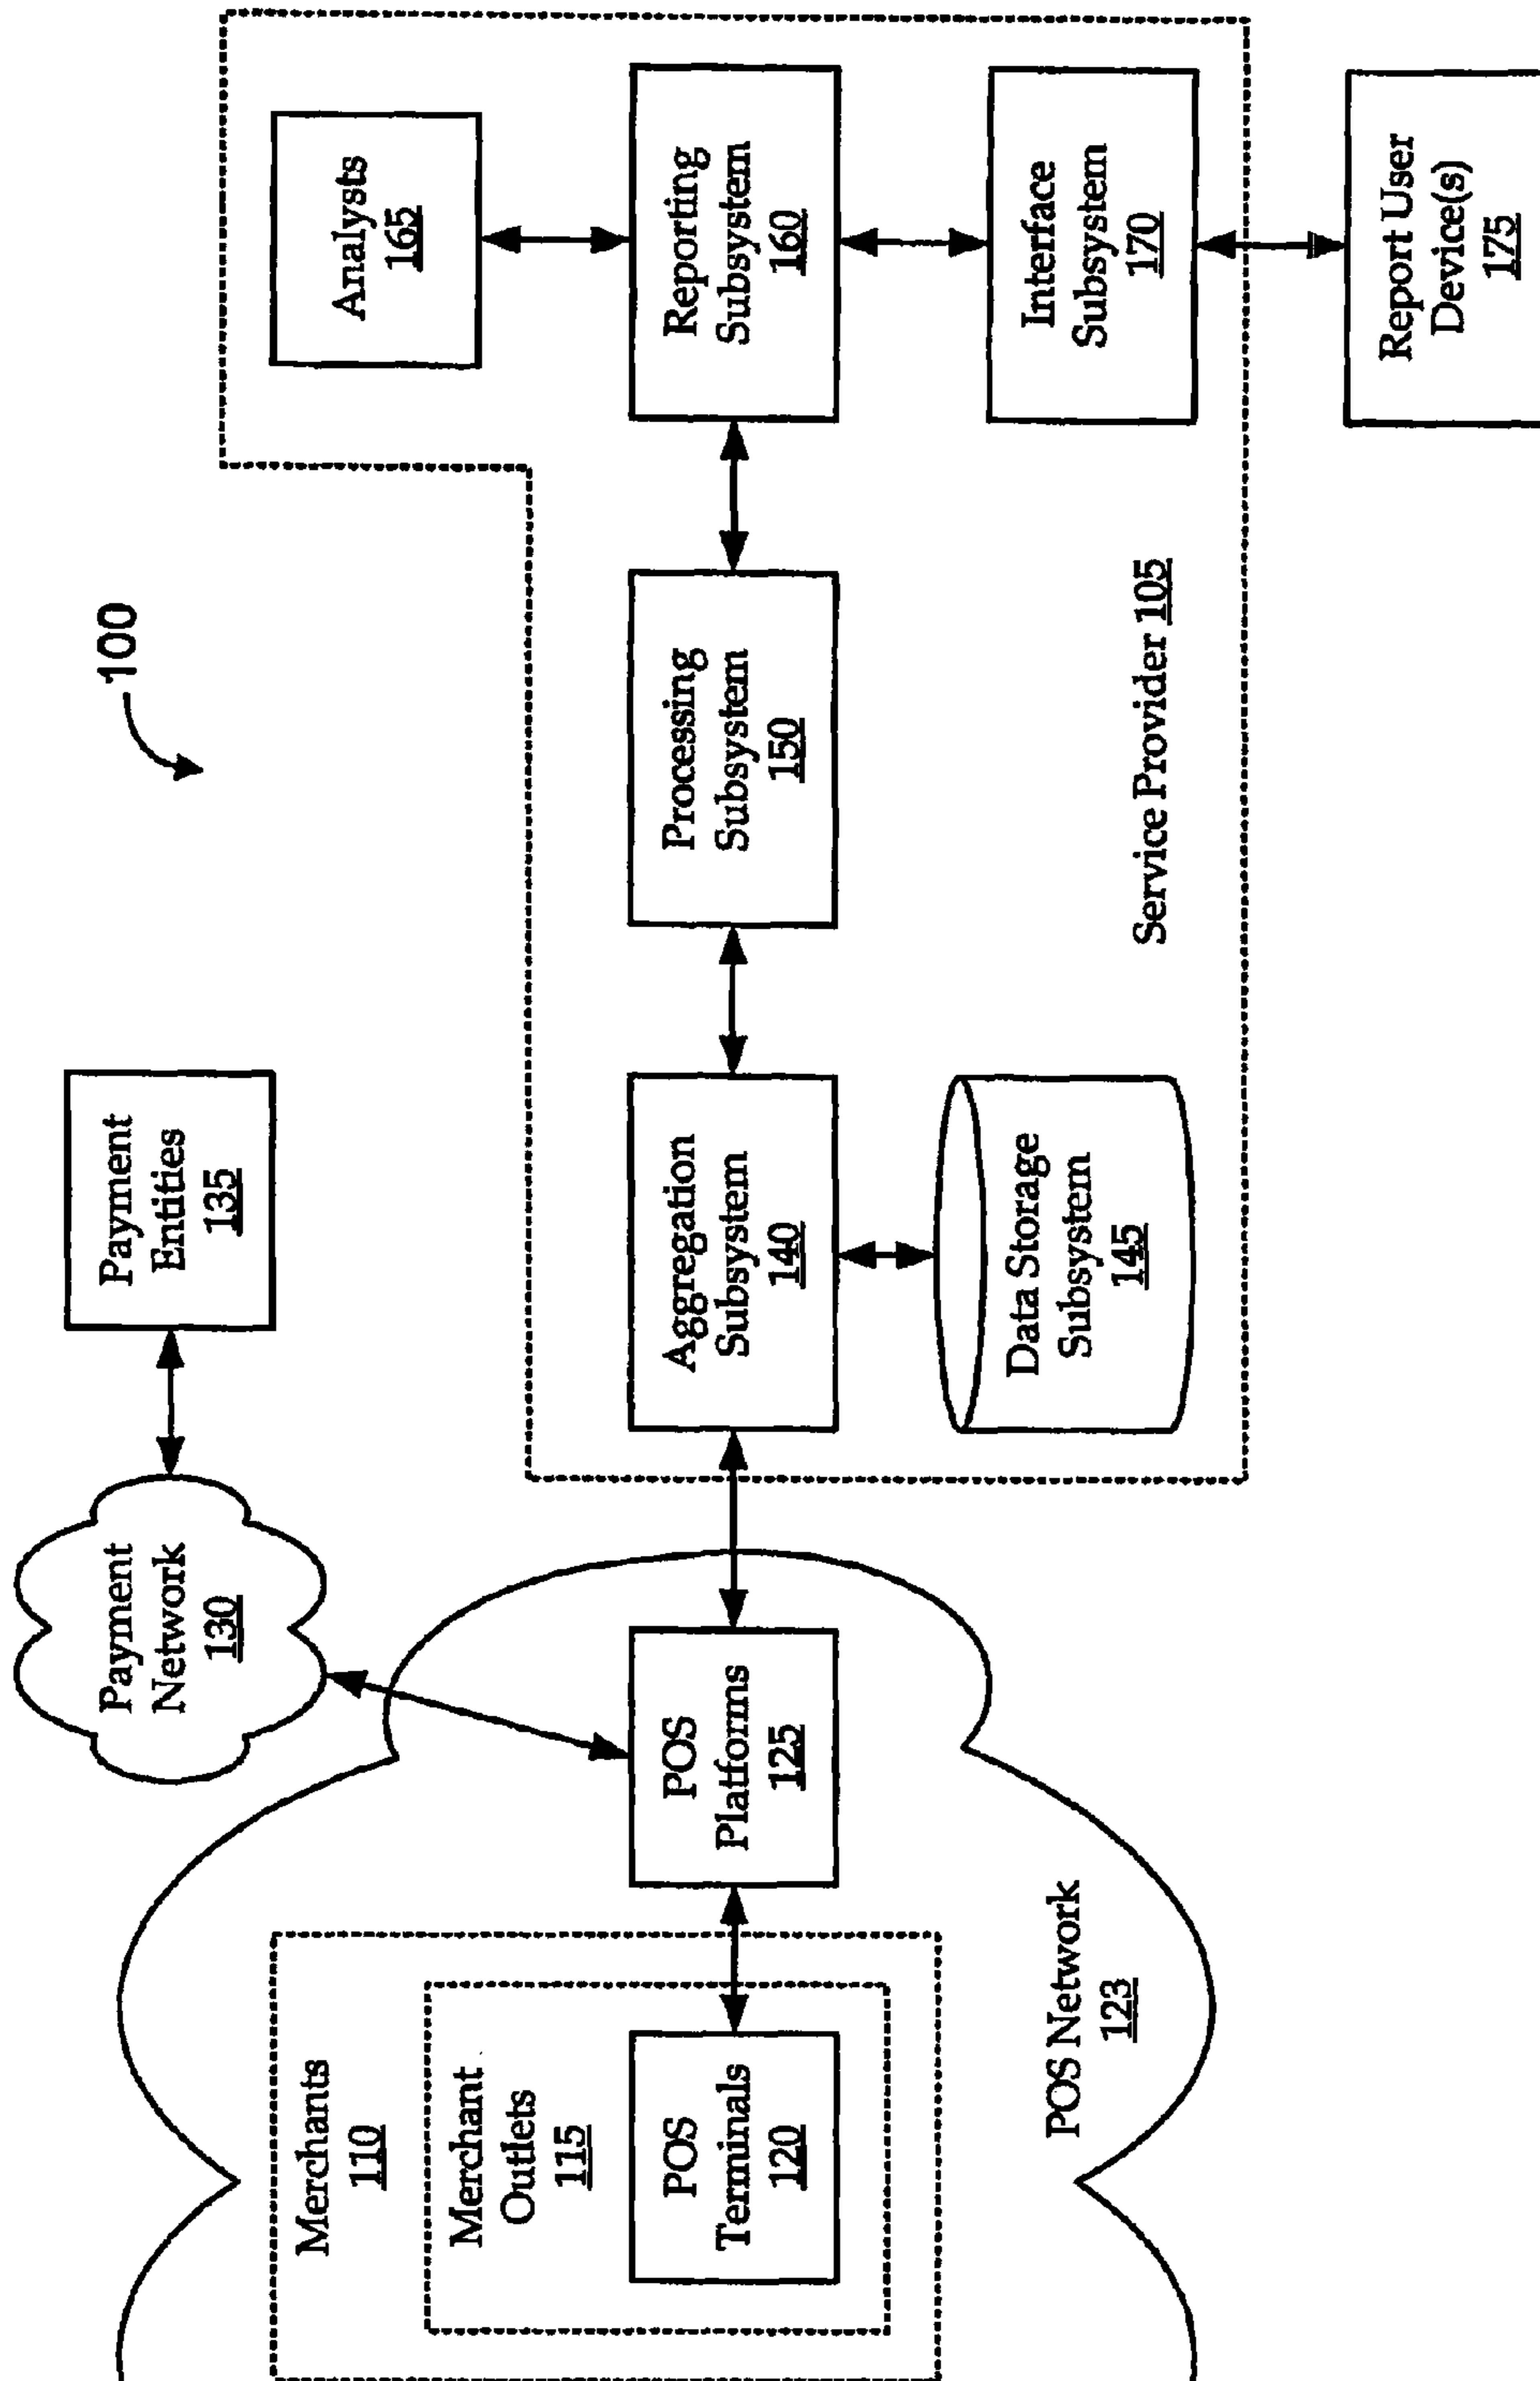 100
Payment
Network
130
Payment
Entities
135
Merchants
110
Merchant
Outlets
115
POS
Terminals
120
POS
Platforms
125
POS Network
123
Aggregation
Subsystem
140
Data Storage
Subsystem
145
Processing
Subsystem
150
Analysts
165
Reporting
Subsystem
160
Interface
Subsystem
170
Service Provider 105
Report User
Device(s)
175